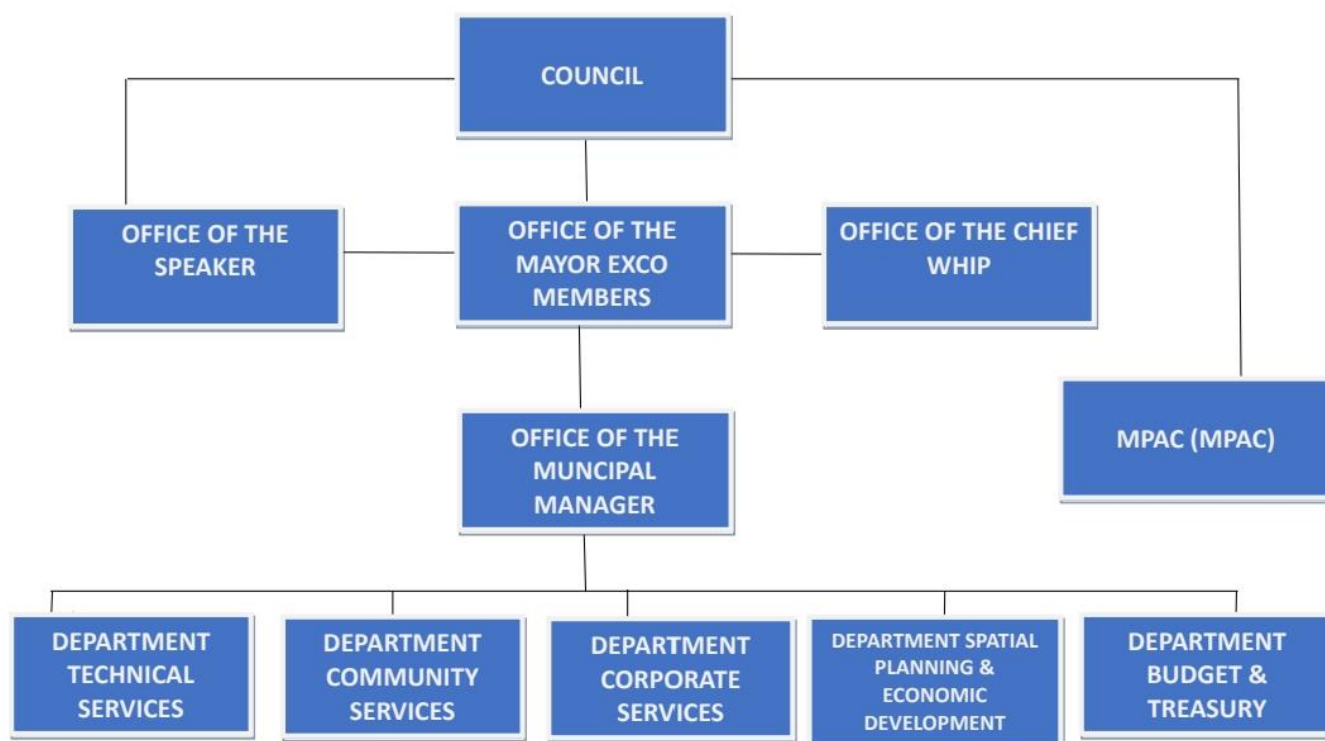 COUNCIL
OFFICE OF THE
SPEAKER
OFFICE OF THE
MAYOR EXCO
MEMBERS
OFFICE OF THE CHIEF
WHIP
MPAC (MPAC)
OFFICE OF THE
MUNCIPAL
MANAGER
DEPARTMENT
TECHNICAL
SERVICES
DEPARTMENT
COMMUNITY
SERVICES
DEPARTMENT
CORPORATE
SERVICES
DEPARTMENT SPATIAL
PLANNING &
ECONOMIC
DEVELOPMENT
DEPARTMENT
BUDGET &
TREASURY